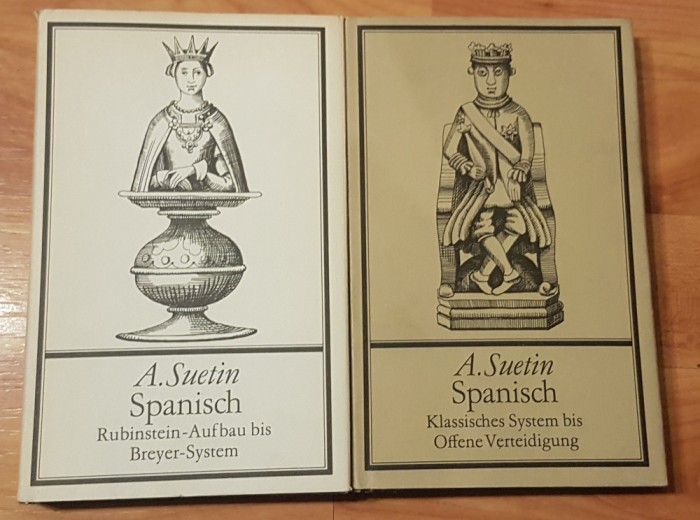 A. Suetin
Spanisch
Rubinstein-Aufbau bis
Breyer-System
A. Suetin
Spanisch
Klassisches System bis
Offene Verteidigung